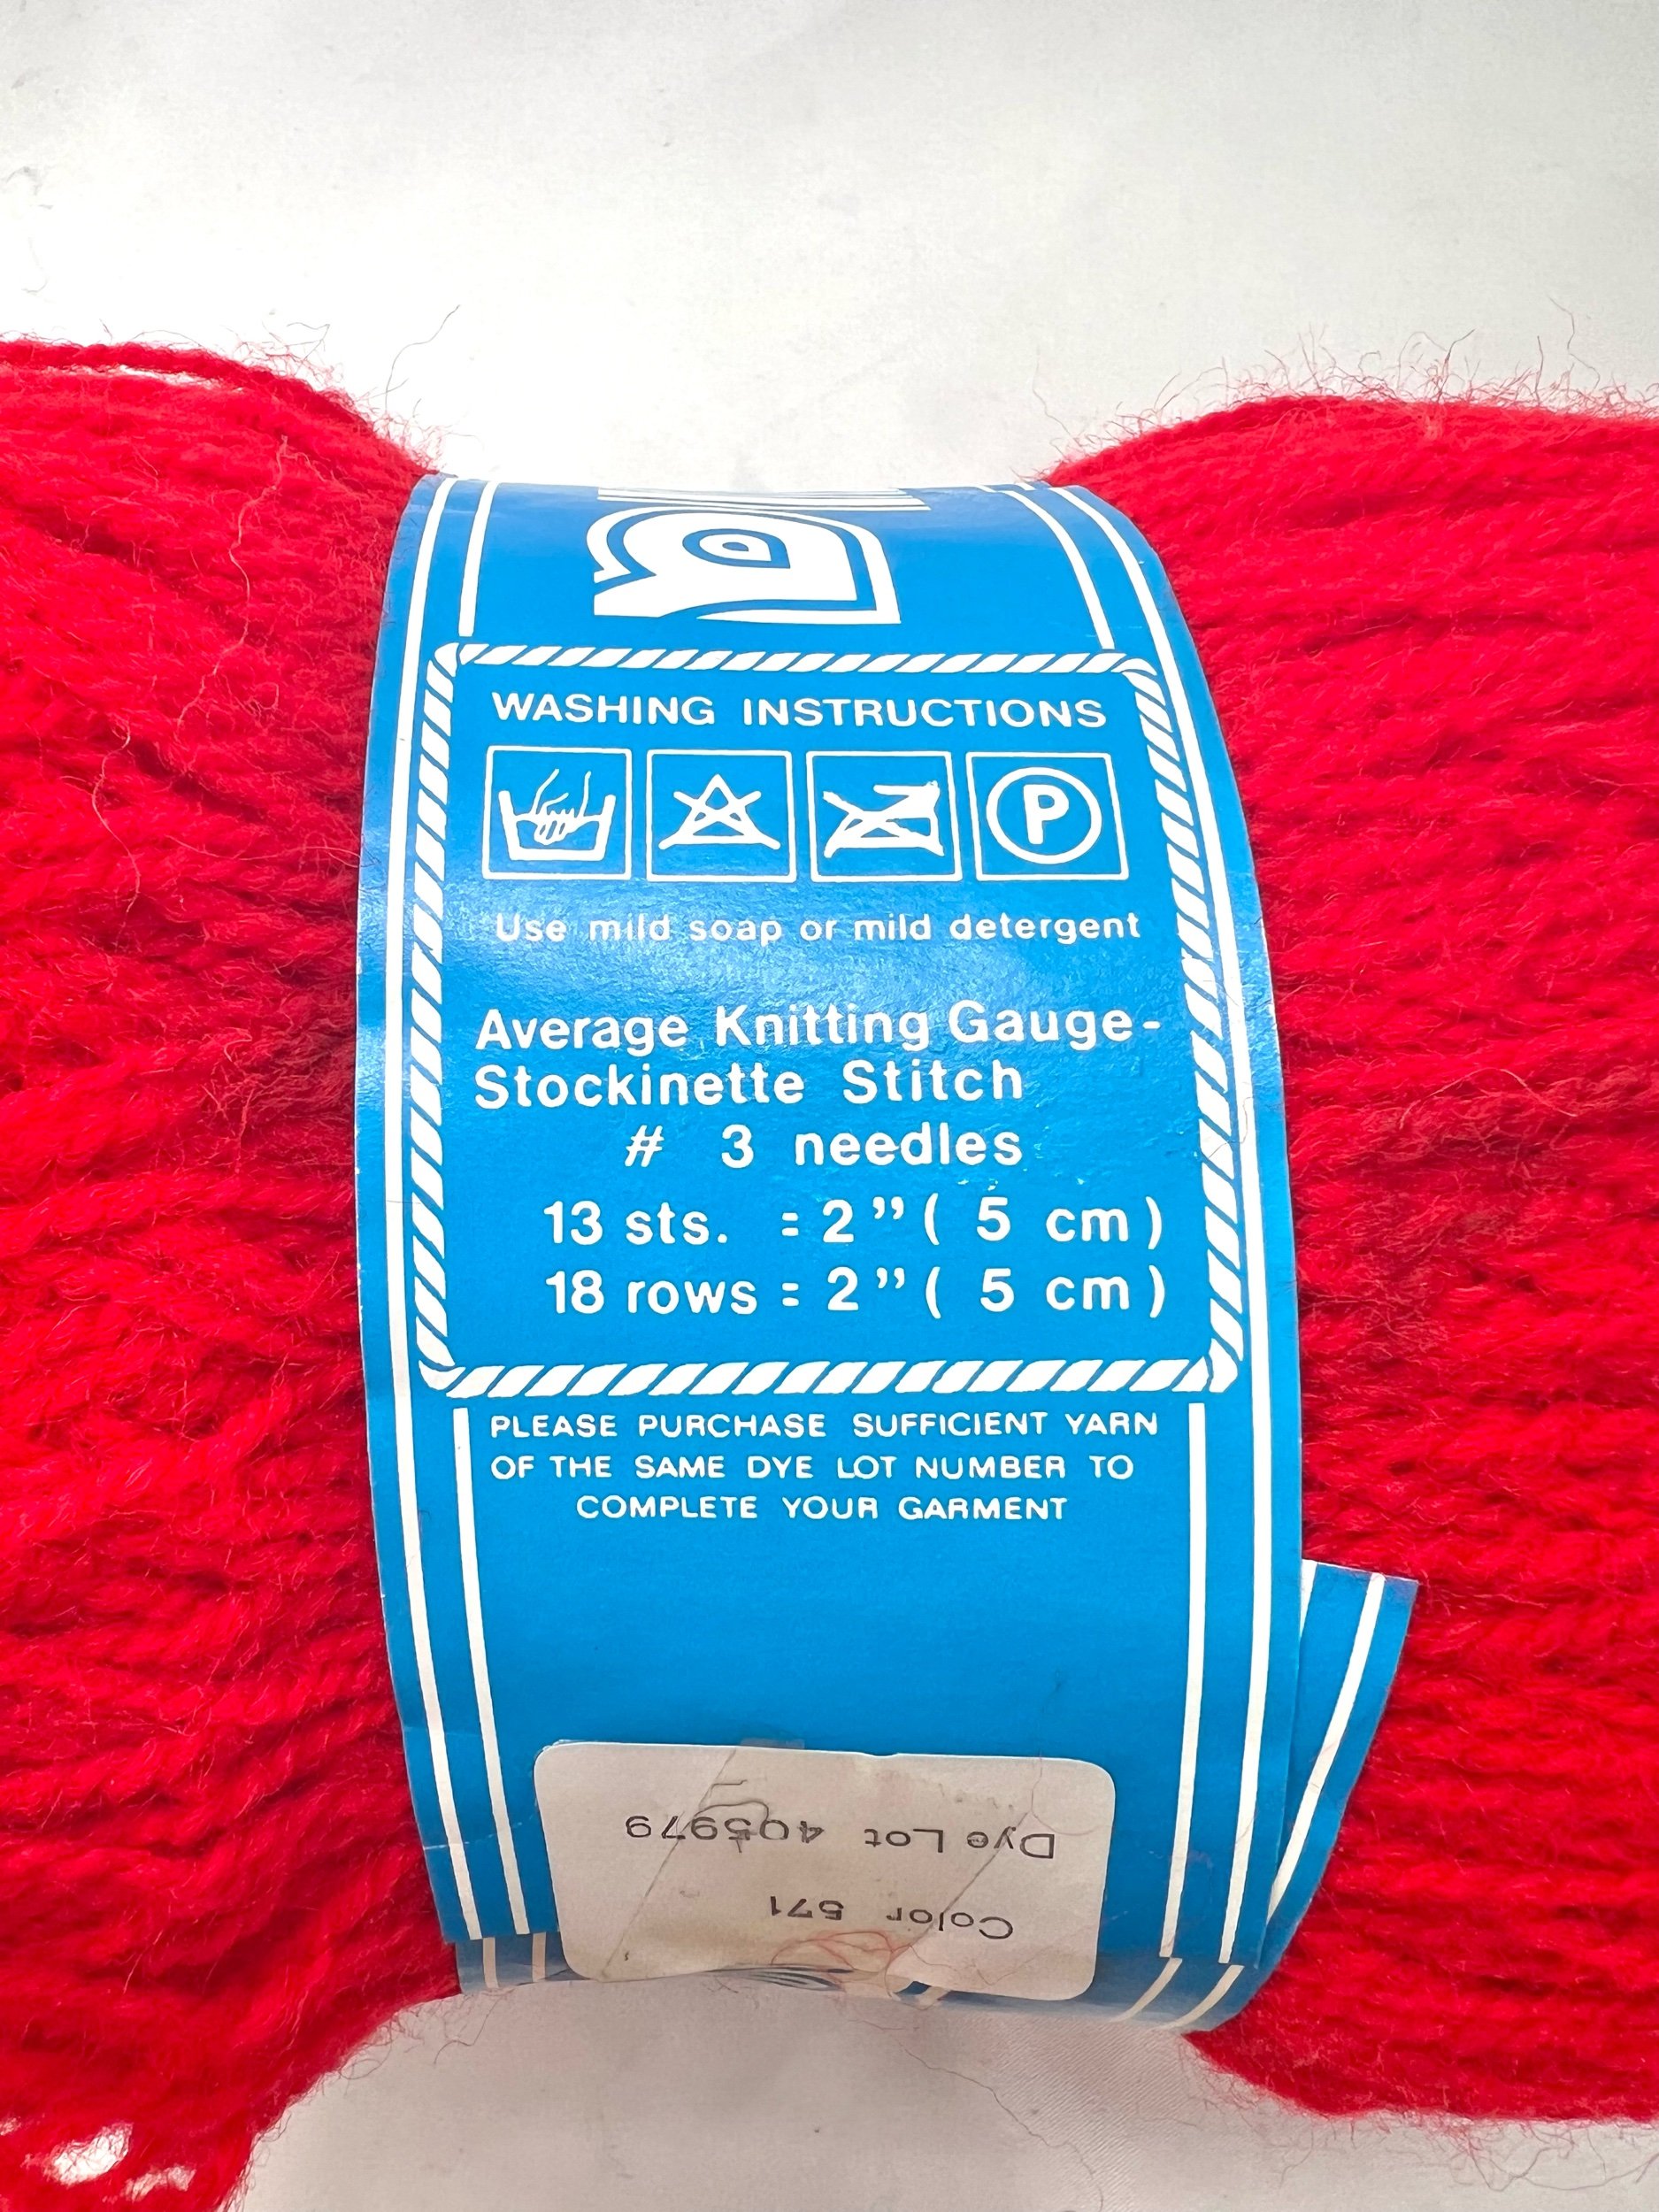 WASHING INSTRUCTIONS
P
Use mild soap or mild detergent
Average Knitting Gauge-
Stockinette Stitch
# 3 needles
13 sts. = 2" ( 5 cm )
18 rows = 2" ( 5 cm )
PLEASE PURCHASE SUFFICIENT YARN
OF THE SAME DYE LOT NUMBER TO
COMPLETE YOUR GARMENT
Color 571
Dye Lot 405979